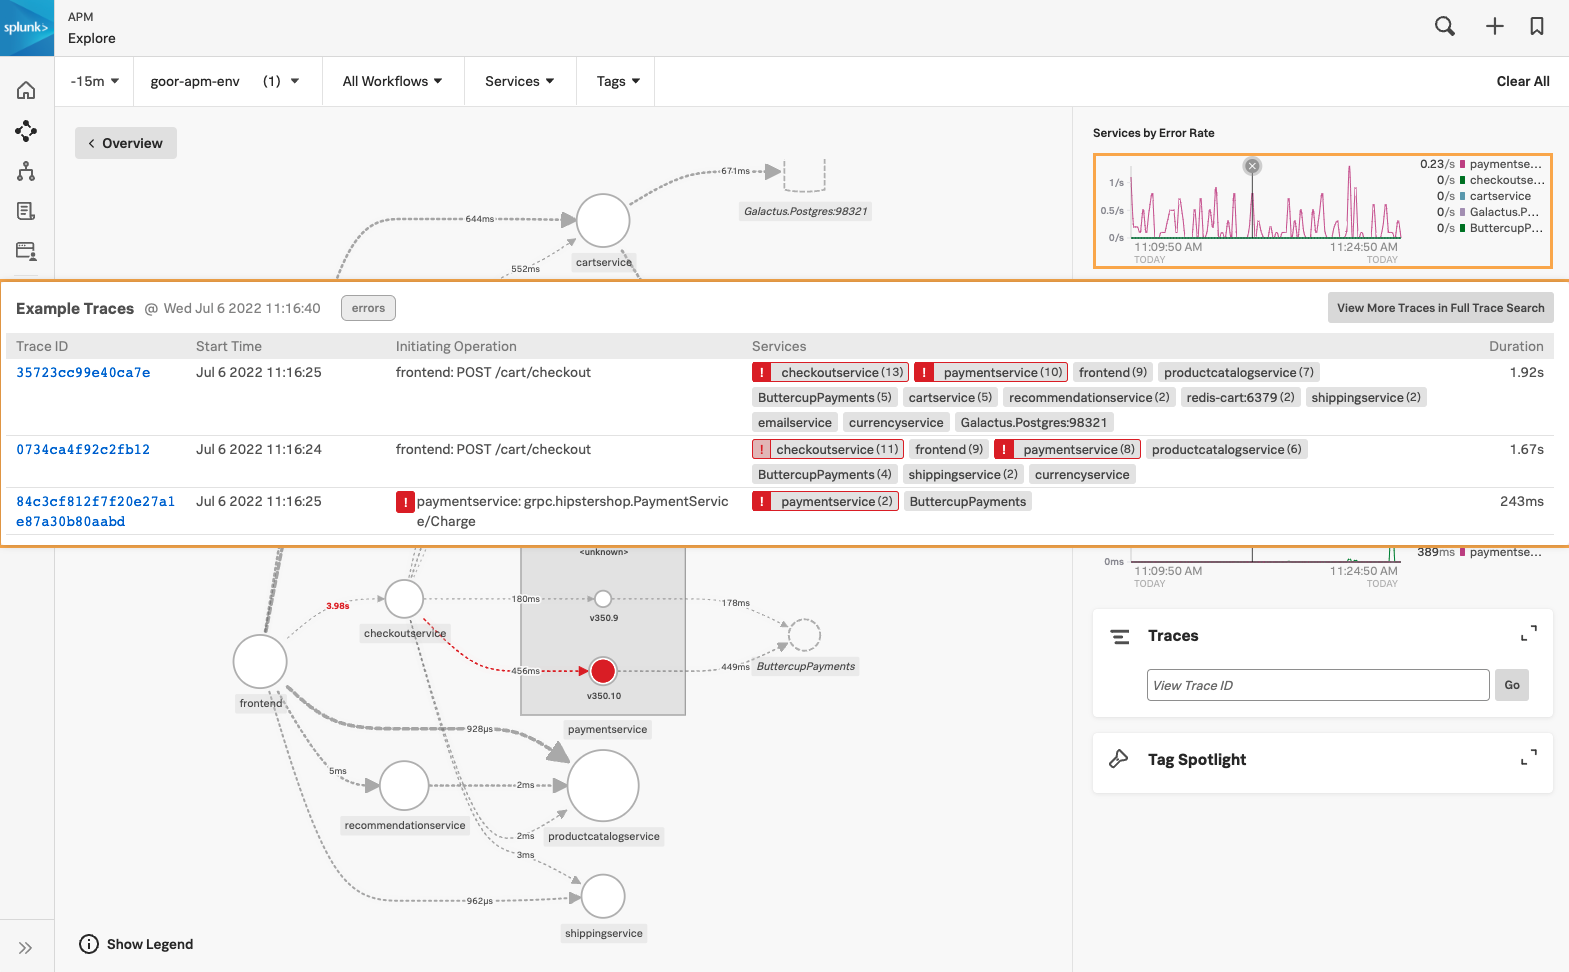 splunk>
APM
Explore
-15m
goor-apm-env (1)
All Workflows
Services
Tags
Clear All
Overview
671ms
Galactus.Postgres:98321
644ms
552ms
cartservice
Services by Error Rate
1/s
0.5/s
0/s
11:09:50 AM
TODAY
11:24:50 AM
TODAY
0.23/s paymentse...
0/s checkoutse...
0/s cartservice
0/s Galactus.P...
0/s ButtercupP...
Example Traces @ Wed Jul 6 2022 11:16:40 errors
View More Traces in Full Trace Search
Trace ID Start Time Initiating Operation Services Duration
35723cc99e40ca7e Jul 6 2022 11:16:25 frontend: POST /cart/checkout ! checkoutservice (13) ! paymentservice (10) frontend (9) productcatalogservice (7) 1.92s
ButtercupPayments (5) cartservice (5) recommendationservice (2) redis-cart:6379 (2) shippingservice (2)
emailservice currencyservice Galactus.Postgres:98321
0734ca4f92c2fb12 Jul 6 2022 11:16:24 frontend: POST /cart/checkout ! checkoutservice (11) frontend (9) ! paymentservice (8) productcatalogservice (6) 1.67s
ButtercupPayments (4) shippingservice (2) currencyservice
84c3cf812f7f20e27a1 Jul 6 2022 11:16:25 ! paymentservice: grpc.hipstershop.PaymentServic ! paymentservice (2) ButtercupPayments 243ms
e87a30b80aabd e/Charge
<unknown>
3.98s
checkoutservice
180ms
v350.9
178ms
456ms
v350.10
449ms
ButtercupPayments
frontend
paymentservice
928µs
5ms
recommendationservice
2ms
productcatalogservice
2ms
3ms
962µs
shippingservice
0ms
11:09:50 AM
TODAY
11:24:50 AM
TODAY
389ms paymentse...
Traces
View Trace ID
Go
Tag Spotlight
Show Legend